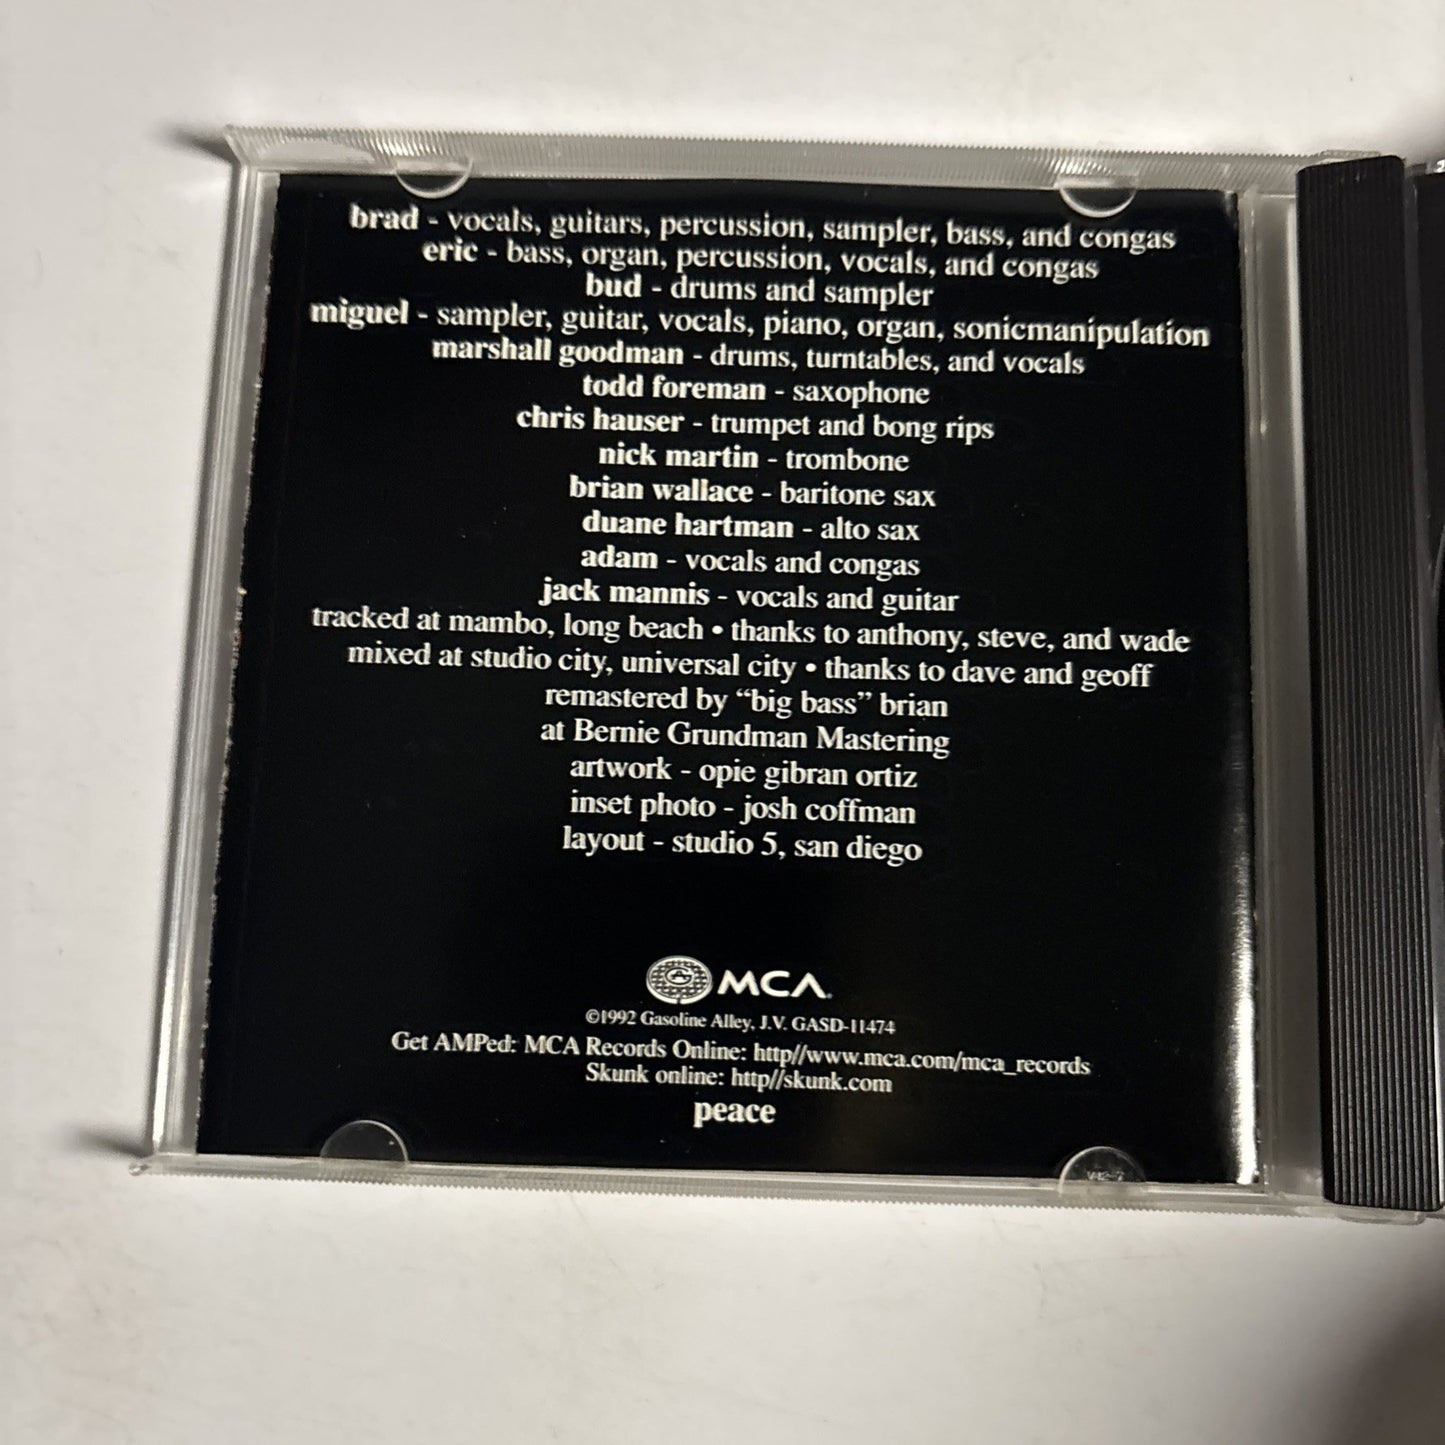 brad - vocals, guitars, percussion, sampler, bass, and congas
eric - bass, organ, percussion, vocals, and congas
bud - drums and sampler
miguel - sampler, guitar, vocals, piano, organ, sonicmanipulation
marshall goodman - drums, turntables, and vocals
todd foreman - saxophone
chris hauser - trumpet and bong rips
nick martin - trombone
brian wallace - baritone sax
duane hartman - alto sax
adam - vocals and congas
jack mannis - vocals and guitar
tracked at mambo, long beach • thanks to anthony, steve, and wade
mixed at studio city, universal city • thanks to dave and geoff
remastered by “big bass” brian
at Bernie Grundman Mastering
artwork - opie gibran ortiz
inset photo - josh coffman
layout - studio 5, san diego
GA MCA
©1992 Gasoline Alley, J.V. GASD-11474
Get AMPed: MCA Records Online: http//www.mca.com/mca_records
Skunk online: http//skunk.com
peace